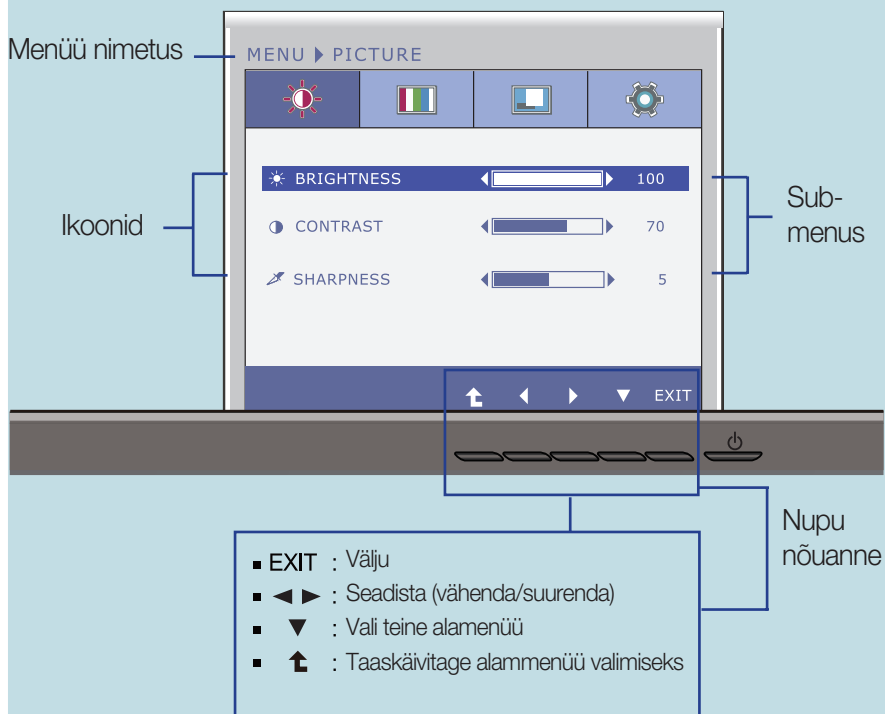 Menüü nimetus
MENU ▶ PICTURE
Ikoonid
BRIGHTNESS 100
CONTRAST 70
SHARPNESS 5
Sub-
menus
EXIT
Nupu
nõuanne
▪ EXIT : Välju
▪ ◀ ▶ : Seadista (vähenda/suurenda)
▪ ▼ : Vali teine alamenüü
▪ : Taaskäivitage alammenüü valimiseks